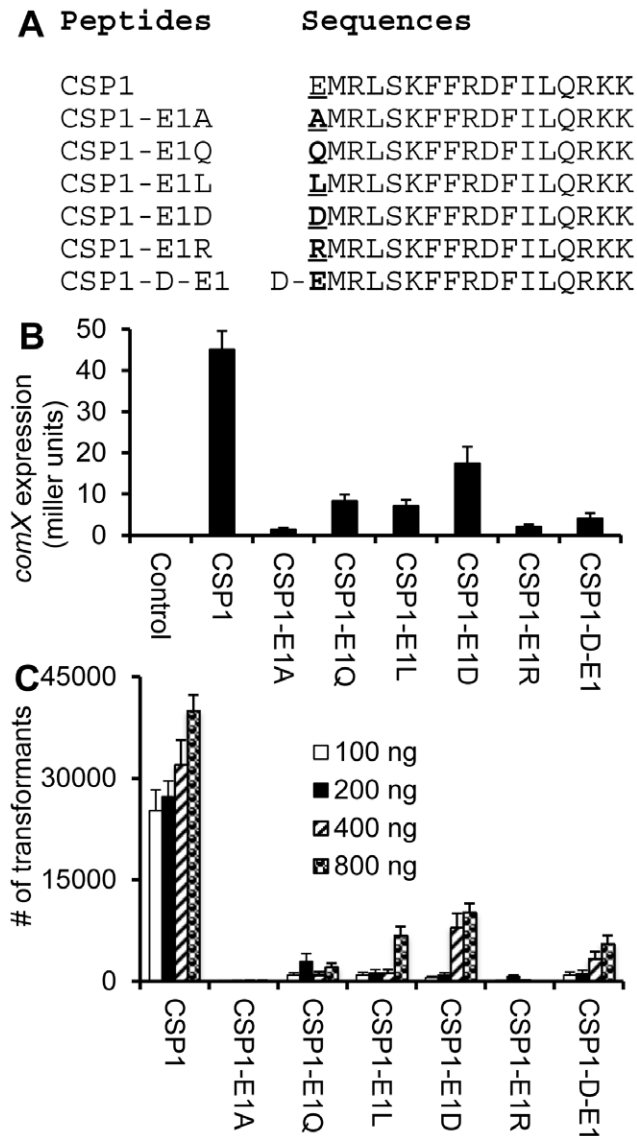 A Peptides Sequences
CSP1 EMRLSKFFRDFILQRKK
CSP1-E1A AMRLSKFFRDFILQRKK
CSP1-E1Q QMRLSKFFRDFILQRKK
CSP1-E1L LMRLSKFFRDFILQRKK
CSP1-E1D DMRLSKFFRDFILQRKK
CSP1-E1R RMRLSKFFRDFILQRKK
CSP1-D-E1 D-EMRLSKFFRDFILQRKK
B
comX expression
(miller units)
50
40
30
20
10
0
Control
CSP1
CSP1-E1A
CSP1-E1Q
CSP1-E1L
CSP1-E1D
CSP1-E1R
CSP1-D-E1
C
# of transformants
45000
30000
15000
0
100 ng
200 ng
400 ng
800 ng
CSP1
CSP1-E1A
CSP1-E1Q
CSP1-E1L
CSP1-E1D
CSP1-E1R
CSP1-D-E1